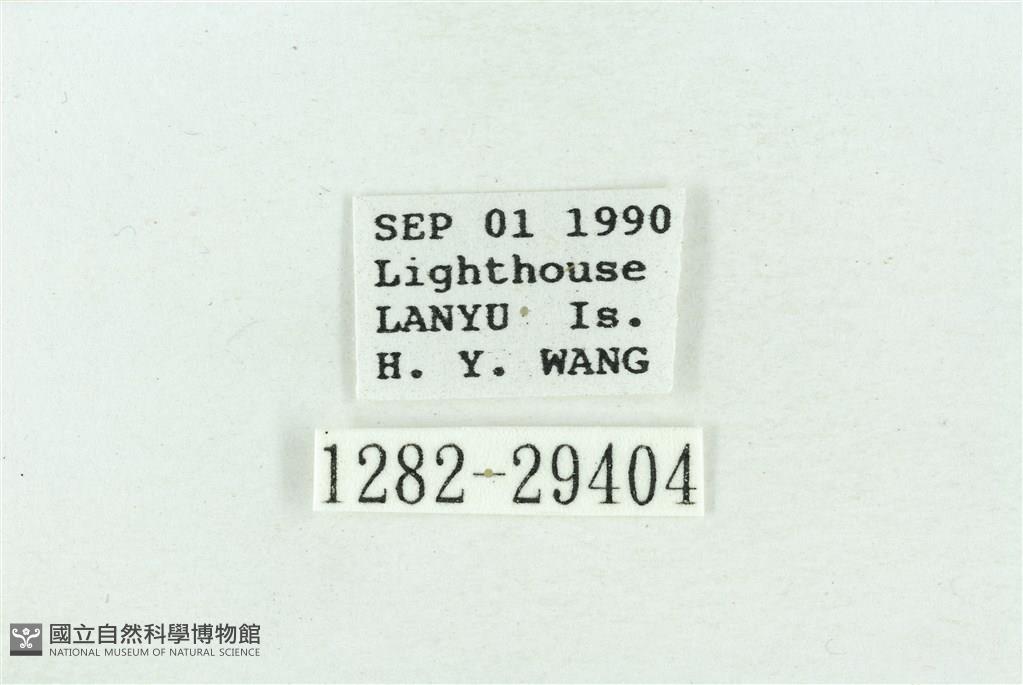 SEP 01 1990
Lighthouse
LANYU Is.
H. Y. WANG
1282-29404
國立自然科學博物館
NATIONAL MUSEUM OF NATURAL SCIENCE